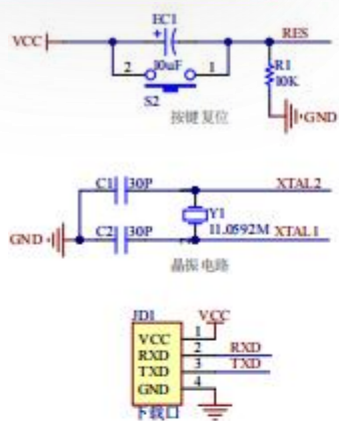 EC1
VCC
RES
10uF
2
1
S2
R1
10K
按键复位
GND
C1 30P
XTAL2
Y1
11.0592M
GND
C2 30P
XTAL1
晶振电路
JD1
VCC
VCC 1
RXD 2 RXD
TXD 3 TXD
GND 4
下载口